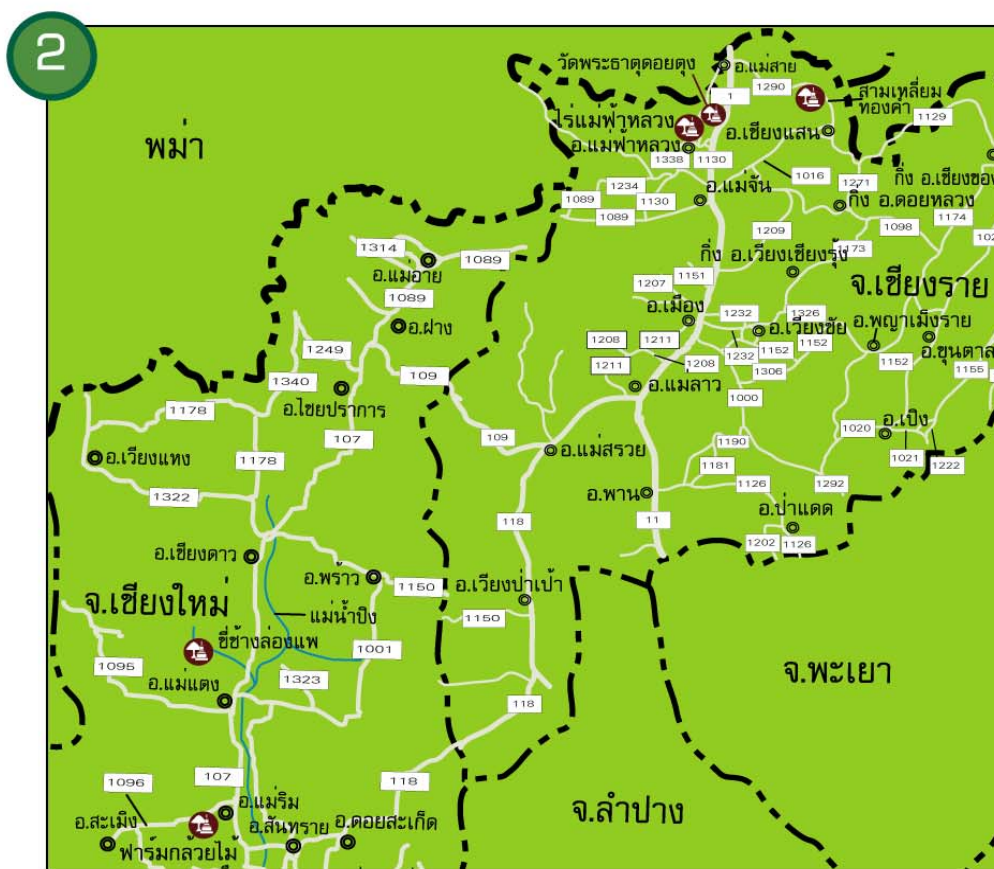 2
วัดพระธาตุดอยตุง
อ.แม่สาย
1290
สามเหลี่ยม
ทองคำ
1
1129
ไร่แม่ฟ้าหลวง
อ.เชียงแสน
พม่า
อ.แม่ฟ้าหลวง
1338
1130
1016
1271
กิ่ง อ.เชียงขอ
1234
อ.แม่จัน
1089
1130
กิ่ง อ.ดอยหลวง
1089
1174
1209
1098
1314
102
1173
กิ่ง อ.เวียงเชียงรุ้ง
1089
อ.แม่อาย
1151
1207
จ.เชียงราย
1089
อ.เมือง
1232
1326
อ.ฝาง
อ.เวียงชัย
อ.พญาเม็งราย
1208
1211
1249
1232
1152
1152
อ.ขุนตาล
1208
1211
1306
1152
1155
109
1340
อ.แมลาว
อ.ไชยปราการ
1000
1178
107
1020
อ.เปิง
109
1190
อ.แม่สรวย
1021
1222
อ.เวียงแหง
1178
1181
1126
1292
1322
อ.พาน
อ.ป่าแดด
118
11
1202
1126
อ.เชียงดาว
อ.พร้าว
1150
อ.เวียงป่าเป้า
จ.เชียงใหม่
แม่น้ำปิง
1150
ขี่ช้างล่องแพ
1001
1095
จ.พะเยา
อ.แม่แตง
1323
118
107
118
1096
อ.แม่ริม
จ.ลำปาง
อ.สะเมิง
อ.สันทราย
อ.ดอยสะเก็ด
ฟาร์มกล้วยไม้